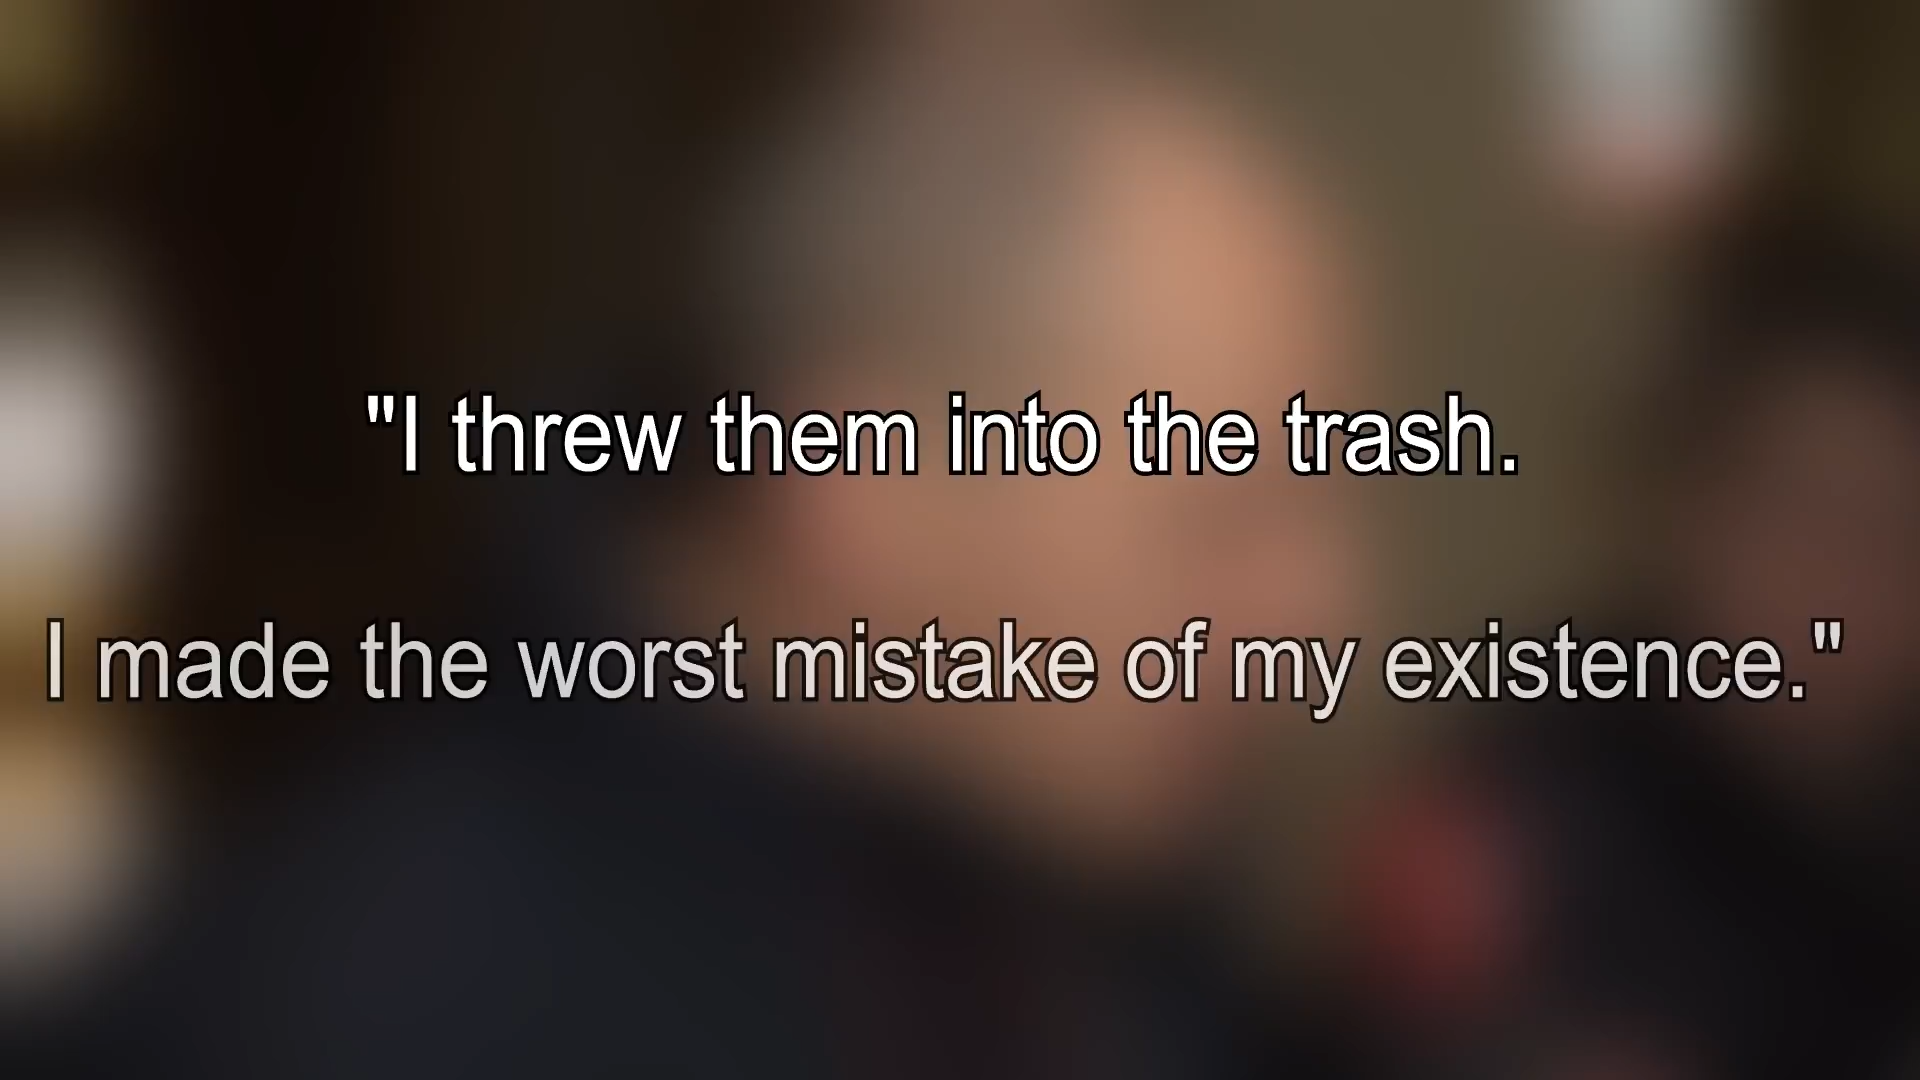 "I threw them into the trash.
I made the worst mistake of my existence."